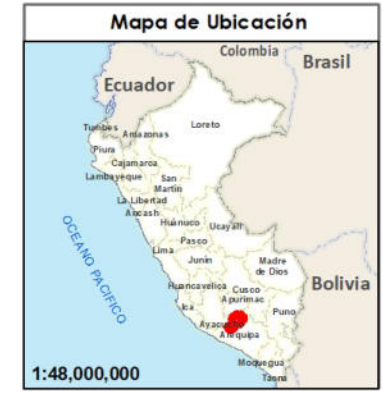 Mapa de Ubicación
Colombia
Brasil
Ecuador
Loreto
Tumbes
Amazonas
Piura
Cajamarca
Lambayeque
San
Martin
La Libertad
Ancash
Huánuco
Ucayali
Pasco
OCEANO PACIFICO
Lima
Junin
Madre
de Dios
Huancavelica
Cusco
Bolivia
Apurimac
Ica
Puno
Ayacucho
Arequipa
Moquegua
Tacna
1:48,000,000